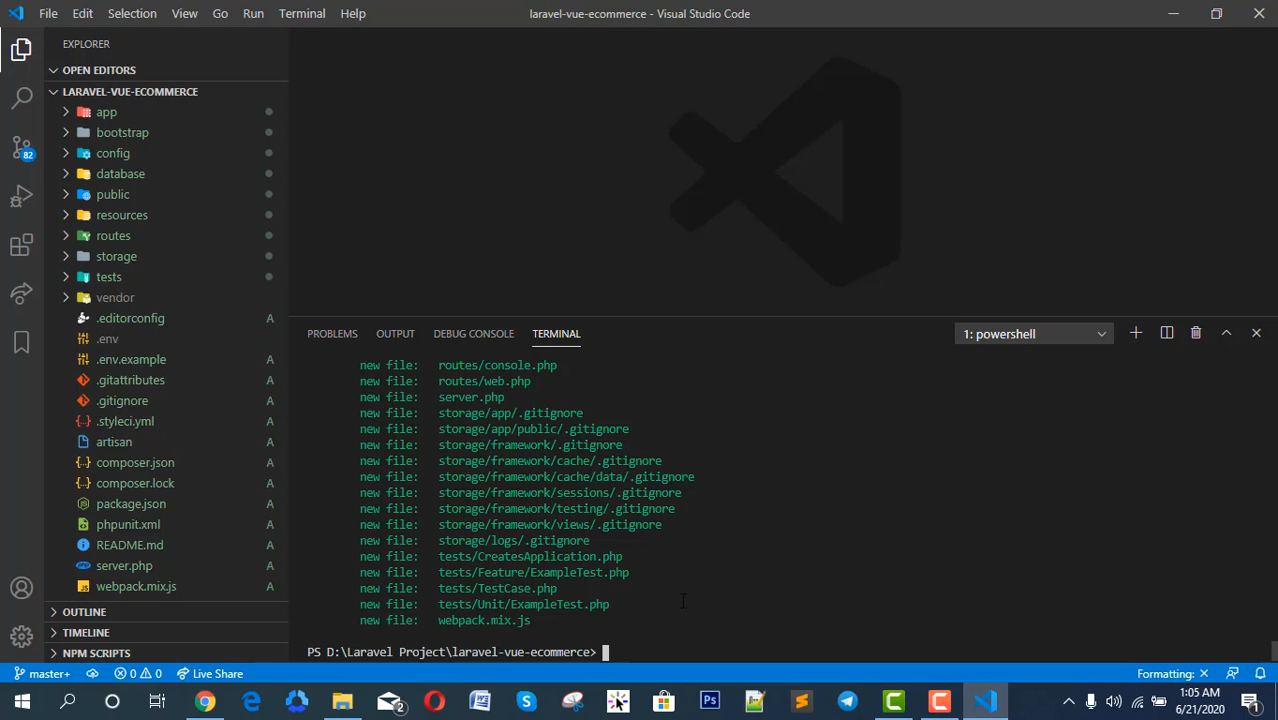 File Edit Selection View Go Run Terminal Help laravel-vue-ecommerce - Visual Studio Code
EXPLORER
OPEN EDITORS
LARAVEL-VUE-ECOMMERCE
app
bootstrap
config
82
database
public
resources
routes
storage
tests
vendor
.editorconfig A
.env
.env.example A
.gitattributes A
.gitignore A
.styleci.yml A
artisan A
composer.json A
composer.lock A
package.json A
phpunit.xml A
README.md A
server.php A
webpack.mix.js A
OUTLINE
TIMELINE
NPM SCRIPTS
PROBLEMS OUTPUT DEBUG CONSOLE TERMINAL 1: powershell
new file: routes/console.php
new file: routes/web.php
new file: server.php
new file: storage/app/.gitignore
new file: storage/app/public/.gitignore
new file: storage/framework/.gitignore
new file: storage/framework/cache/.gitignore
new file: storage/framework/cache/data/.gitignore
new file: storage/framework/sessions/.gitignore
new file: storage/framework/testing/.gitignore
new file: storage/framework/views/.gitignore
new file: storage/logs/.gitignore
new file: tests/CreatesApplication.php
new file: tests/Feature/ExampleTest.php
new file: tests/TestCase.php
new file: tests/Unit/ExampleTest.php
new file: webpack.mix.js
PS D:\Laravel Project\laravel-vue-ecommerce>
master+ 0 0 Live Share Formatting: ×
2 Ps 1:05 AM
6/21/2020 1